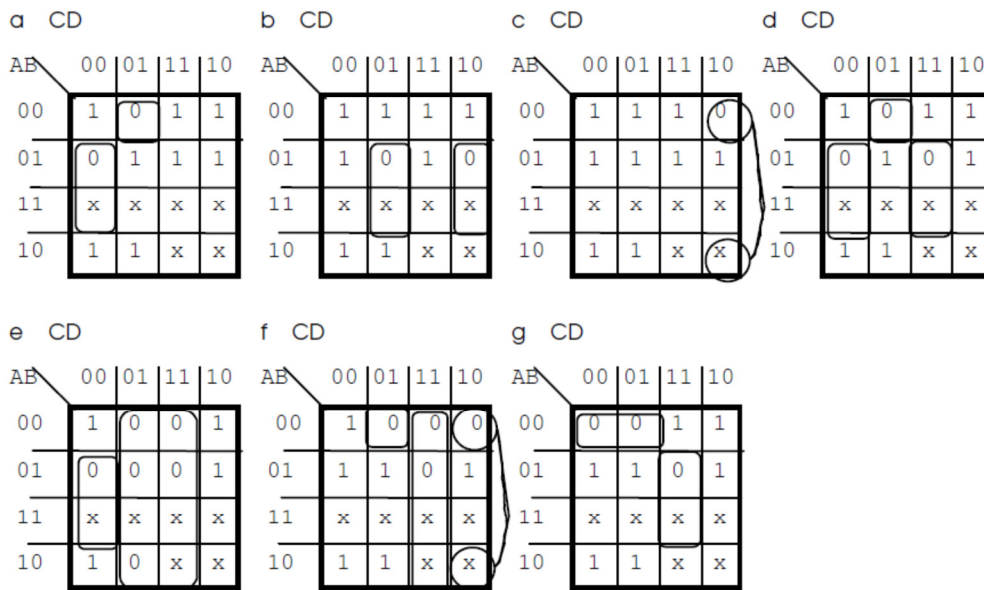 a CD b CD c CD d CD
AB 00 01 11 10 AB 00 01 11 10 AB 00 01 11 10 AB 00 01 11 10
00 1 0 1 1 00 1 1 1 1 00 1 1 1 0 00 1 0 1 1
01 0 1 1 1 01 1 0 1 0 01 1 1 1 1 01 0 1 0 1
11 x x x x 11 x x x x 11 x x x x 11 x x x x
10 1 1 x x 10 1 1 x x 10 1 1 x x 10 1 1 x x
e CD f CD g CD
AB 00 01 11 10 AB 00 01 11 10 AB 00 01 11 10
00 1 0 0 1 00 1 0 0 0 00 0 0 1 1
01 0 0 0 1 01 1 1 0 1 01 1 1 0 1
11 x x x x 11 x x x x 11 x x x x
10 1 0 x x 10 1 1 x x 10 1 1 x x